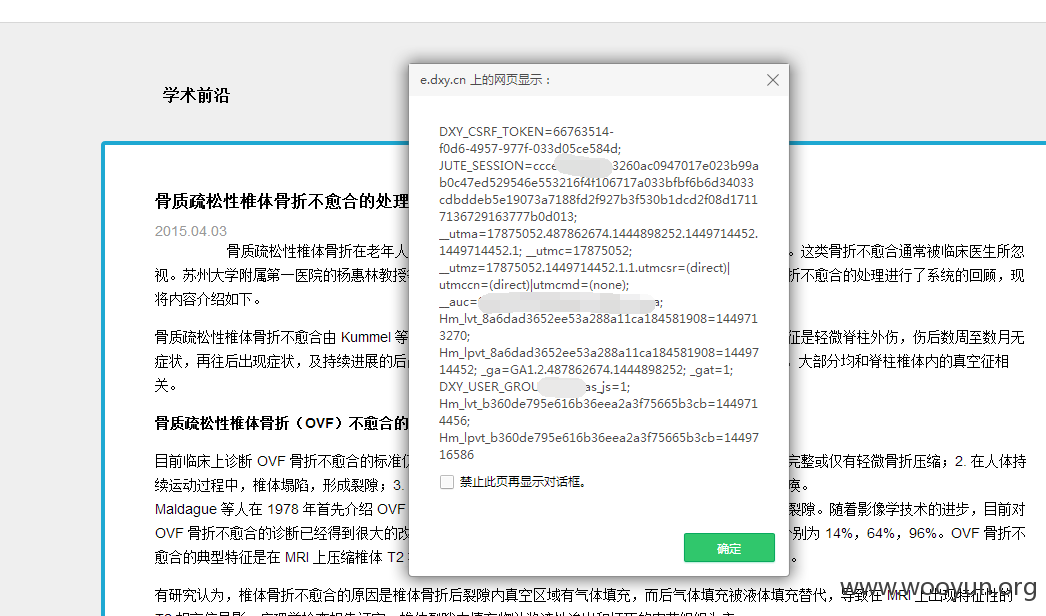 学术前沿
骨质疏松性椎体骨折不愈合的处理
2015.04.03
骨质疏松性椎体骨折在老年人
。这类骨折不愈合通常被临床医生所忽
视。苏州大学附属第一医院的杨惠林教授
折不愈合的处理进行了系统的回顾，现
将内容介绍如下。
骨质疏松性椎体骨折不愈合由 Kummel 等
征是轻微脊柱外伤，伤后数周至数月无
症状，再往后出现症状，及持续进展的后
大部分均和脊柱椎体内的真空征相
关。
骨质疏松性椎体骨折（OVF）不愈合的
目前临床上诊断 OVF 骨折不愈合的标准
完整或仅有轻微骨折压缩；2. 在人体持
续运动过程中，椎体塌陷，形成裂隙；3.
Maldague 等人在 1978 年首先介绍 OVF
裂隙。随着影像学技术的进步，目前对
OVF 骨折不愈合的诊断已经得到很大的改
别为 14%，64%，96%。OVF 骨折不
愈合的典型特征是在 MRI 上压缩椎体 T2
有研究认为，椎体骨折不愈合的原因是椎体骨折后裂隙内真空区域有气体填充，而后气体填充被液体填充替代，导致在 MRI 上出现特征性的
e.dxy.cn 上的网页显示：
DXY_CSRF_TOKEN=66763514-
f0d6-4957-977f-033d05ce584d;
JUTE_SESSION=ccce
3260ac0947017e023b99a
b0c47ed529546e553216f4f106717a033bfbf6b6d34033
cdbddeb5e19073a7188fd2f927b3f530b1dcd2f08d1711
7136729163777b0d013;
__utma=17875052.487862674.1444898252.1449714452.
1449714452.1; __utmc=17875052;
__utmz=17875052.1449714452.1.1.utmcsr=(direct)|
utmccn=(direct)|utmcmd=(none);
__auc=
a;
Hm_lvt_8a6dad3652ee53a288a11ca184581908=144971
3270;
Hm_lpvt_8a6dad3652ee53a288a11ca184581908=14497
14452; _ga=GA1.2.487862674.1444898252; _gat=1;
DXY_USER_GROU
as_js=1;
Hm_lvt_b360de795e616b36eea2a3f75665b3cb=144971
4456;
Hm_lpvt_b360de795e616b36eea2a3f75665b3cb=14497
16586
禁止此页再显示对话框。
确定
www.wooyun.org